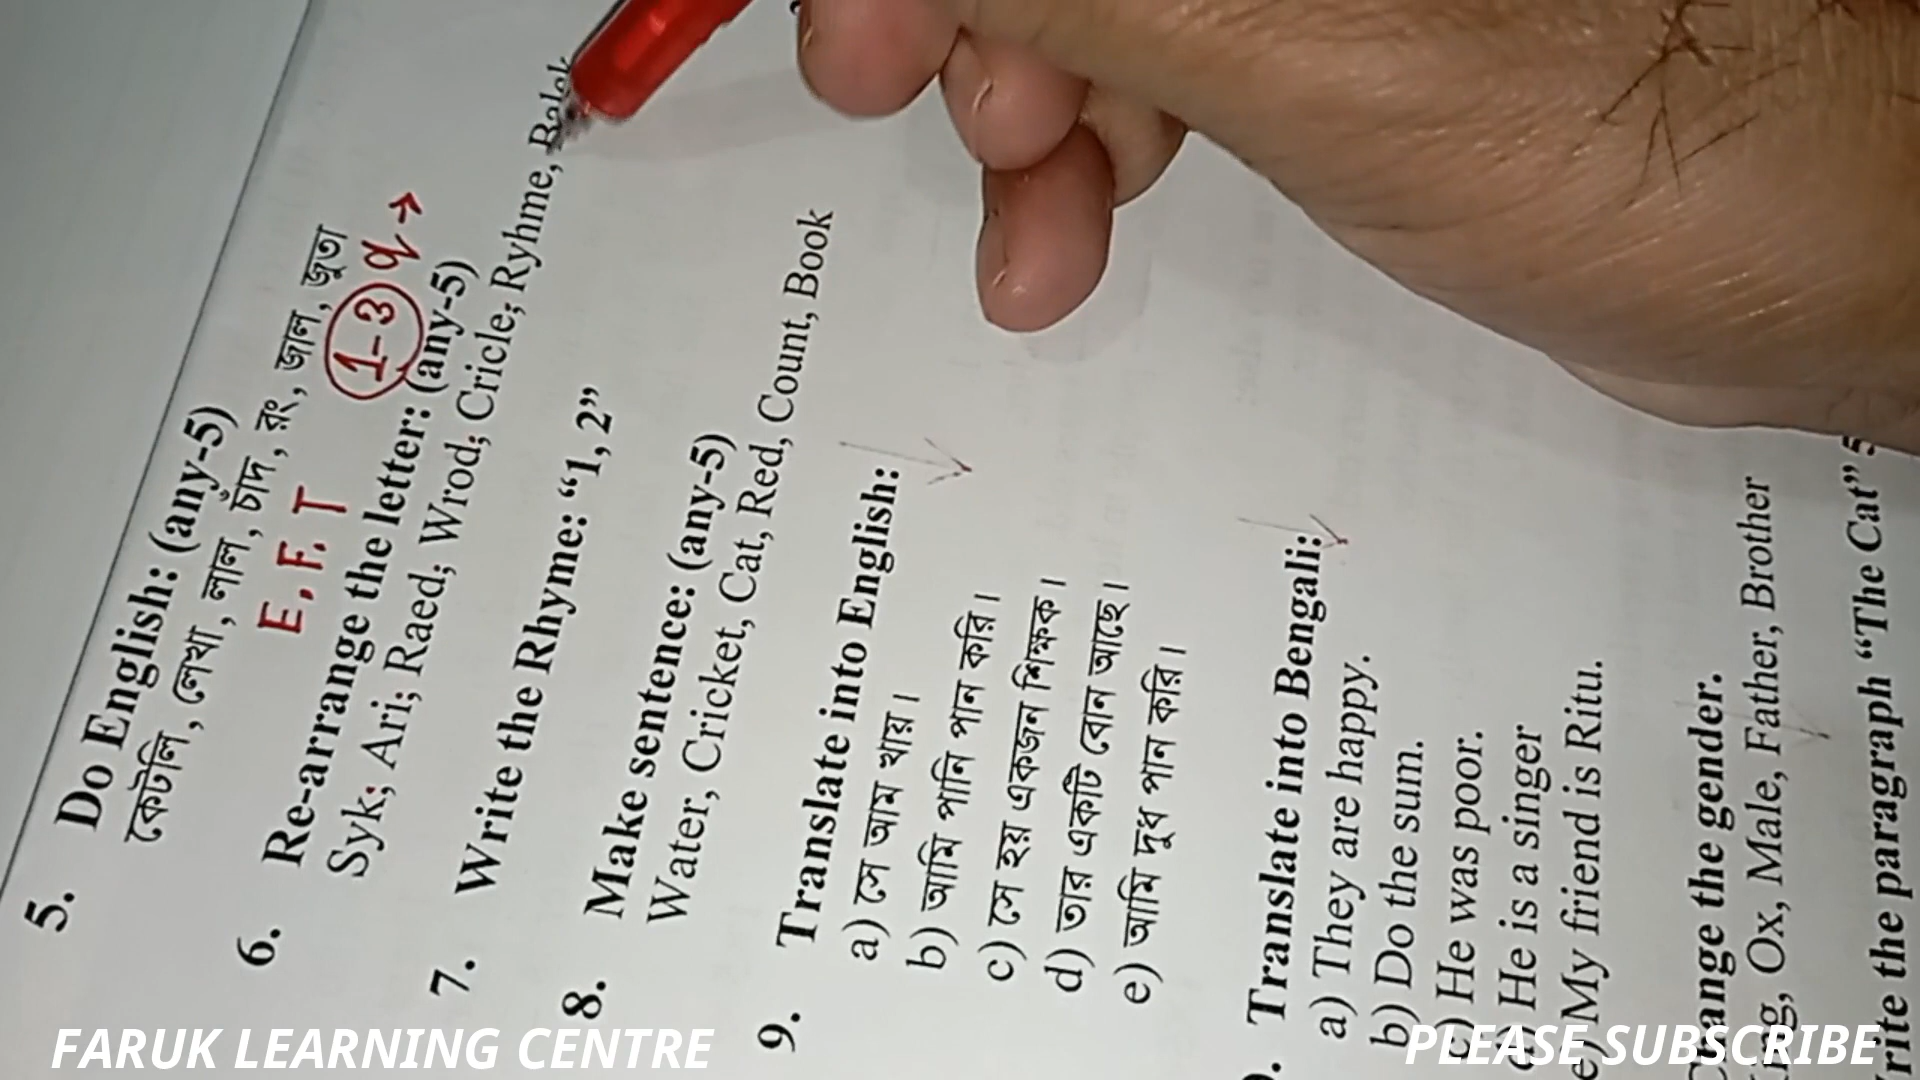 5. Do English: (any-5)
কেটলি, লেখা, লাল, চাঁদ, রং, জাল, জুতা
E, F, T
1-3 q →
6. Re-arrange the letter: (any-5)
Syk; Ari; Raed; Wrod; Cricle; Ryhme,
7. Write the Rhyme: “1, 2”
8. Make sentence: (any-5)
Water, Cricket, Cat, Red, Count, Book
9. Translate into English:
a) সে আম খায়।
b) আমি পানি পান করি।
c) সে হয় একজন শিক্ষক।
d) তার একটি বোন আছে।
e) আমি দুধ পান করি।
Translate into Bengali:
a) They are happy.
b) Do the sum.
c) He was poor.
d) He is a singer
e) My friend is Ritu.
the gender.
Ox, Male, Father, Brother
the paragraph “The Cat”
FARUK LEARNING CENTRE
PLEASE SUBSCRIBE